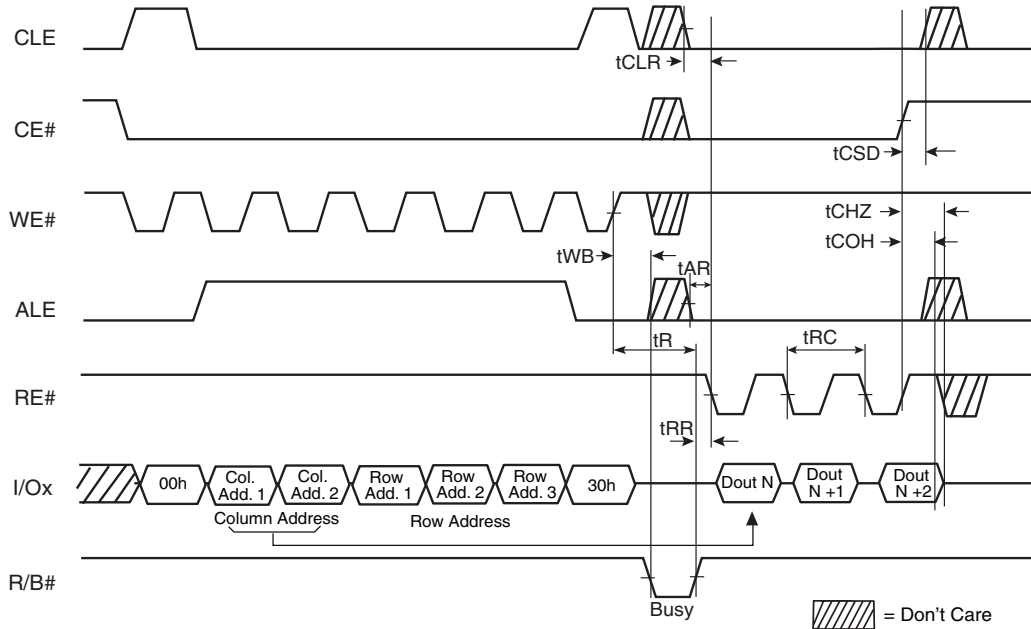 CLE
tCLR
CE#
tCSD
WE#
tCHZ
tCOH
tWB
tAR
ALE
tR
tRC
RE#
tRR
I/Ox
00h
Col.
Add. 1
Col.
Add. 2
Row
Add. 1
Row
Add. 2
Row
Add. 3
30h
Dout N
Dout
N +1
Dout
N +2
Column Address
Row Address
R/B#
Busy
= Don't Care